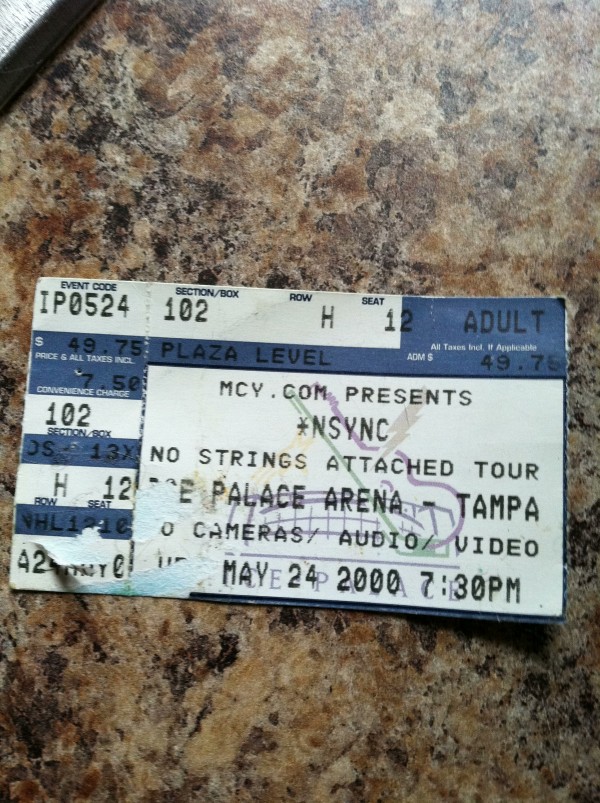 EVENT CODE SECTION/BOX ROW SEAT
IP0524 102 H 12 ADULT
$ 49.75 PLAZA LEVEL
All Taxes Incl. If Applicable
ADM $ 49.75
PRICE & ALL TAXES INCL.
7.50
CONVENIENCE CHARGE
102
SECTION/BOX
13X
H 12
ROW SEAT
MCY.COM PRESENTS
*NSYNC
NO STRINGS ATTACHED TOUR
PALACE ARENA - TAMPA
CAMERAS/ AUDIO/ VIDEO
MAY 24 2000 7:30PM